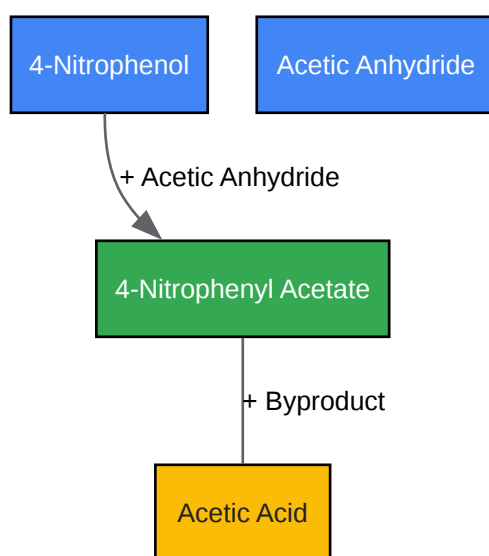 4-Nitrophenol
Acetic Anhydride
+ Acetic Anhydride
4-Nitrophenyl Acetate
+ Byproduct
Acetic Acid